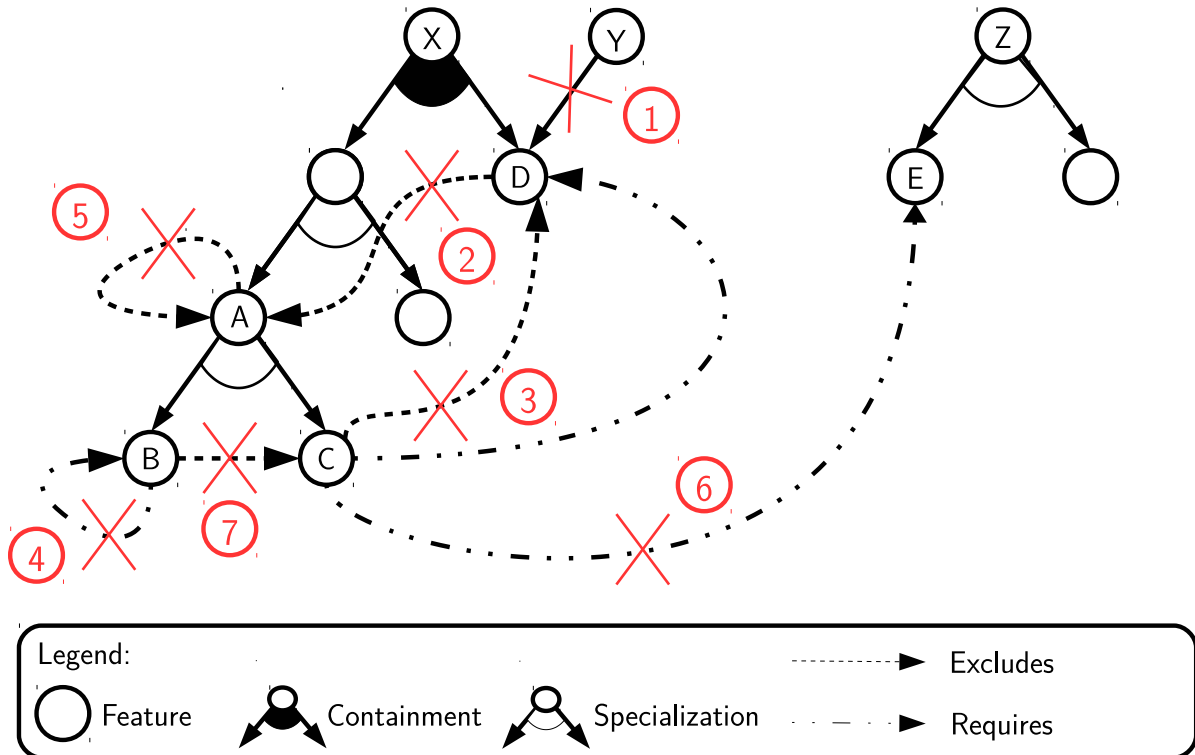 X Y Z
1
D E
5
2
A
3
B C
6
7
4
Legend:
Excludes
Feature Containment Specialization
Requires